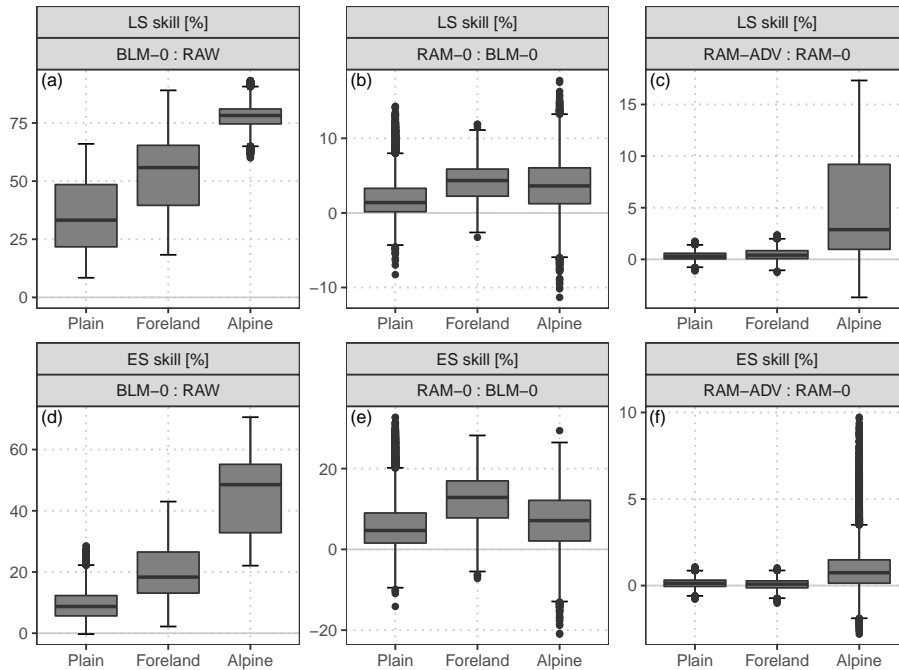 LS skill [%]
BLM−0 : RAW
(a)
75
50
25
0
Plain Foreland Alpine
LS skill [%]
RAM−0 : BLM−0
(b)
10
0
−10
Plain Foreland Alpine
LS skill [%]
RAM−ADV : RAM−0
(c)
15
10
5
0
Plain Foreland Alpine
ES skill [%]
BLM−0 : RAW
(d)
60
40
20
0
Plain Foreland Alpine
ES skill [%]
RAM−0 : BLM−0
(e)
20
0
−20
Plain Foreland Alpine
ES skill [%]
RAM−ADV : RAM−0
(f)
10
5
0
Plain Foreland Alpine